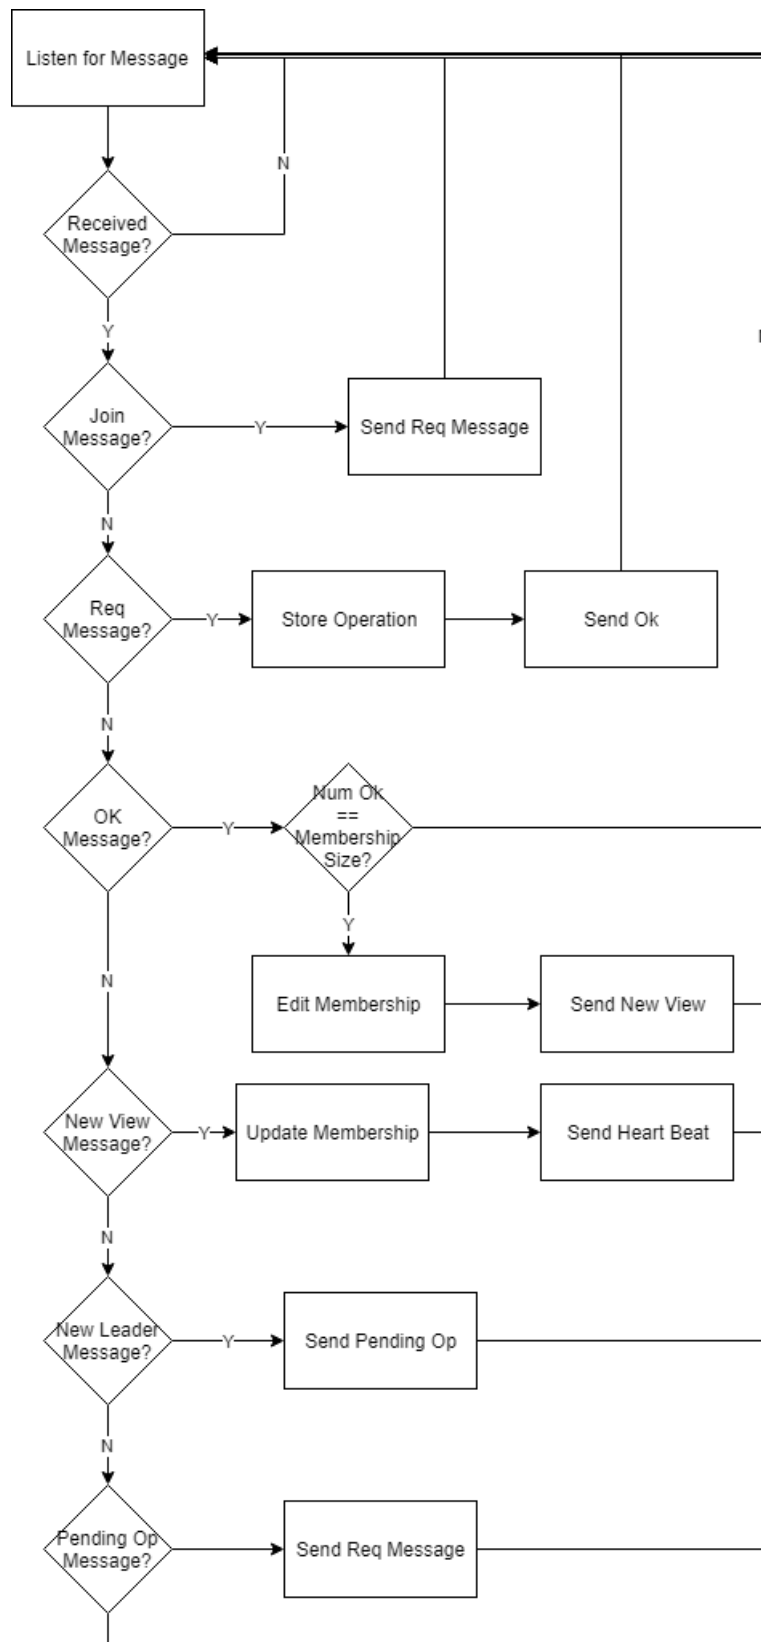 Listen for Message
N
Received
Message?
Y
Join
Message?
Y
Send Req Message
N
Req
Message?
Y
Store Operation
Send Ok
N
OK
Message?
Y
Num Ok
==
Membership
Size?
Y
N
Edit Membership
Send New View
New View
Message?
Y
Update Membership
Send Heart Beat
N
New Leader
Message?
Y
Send Pending Op
N
Pending Op
Message?
Send Req Message